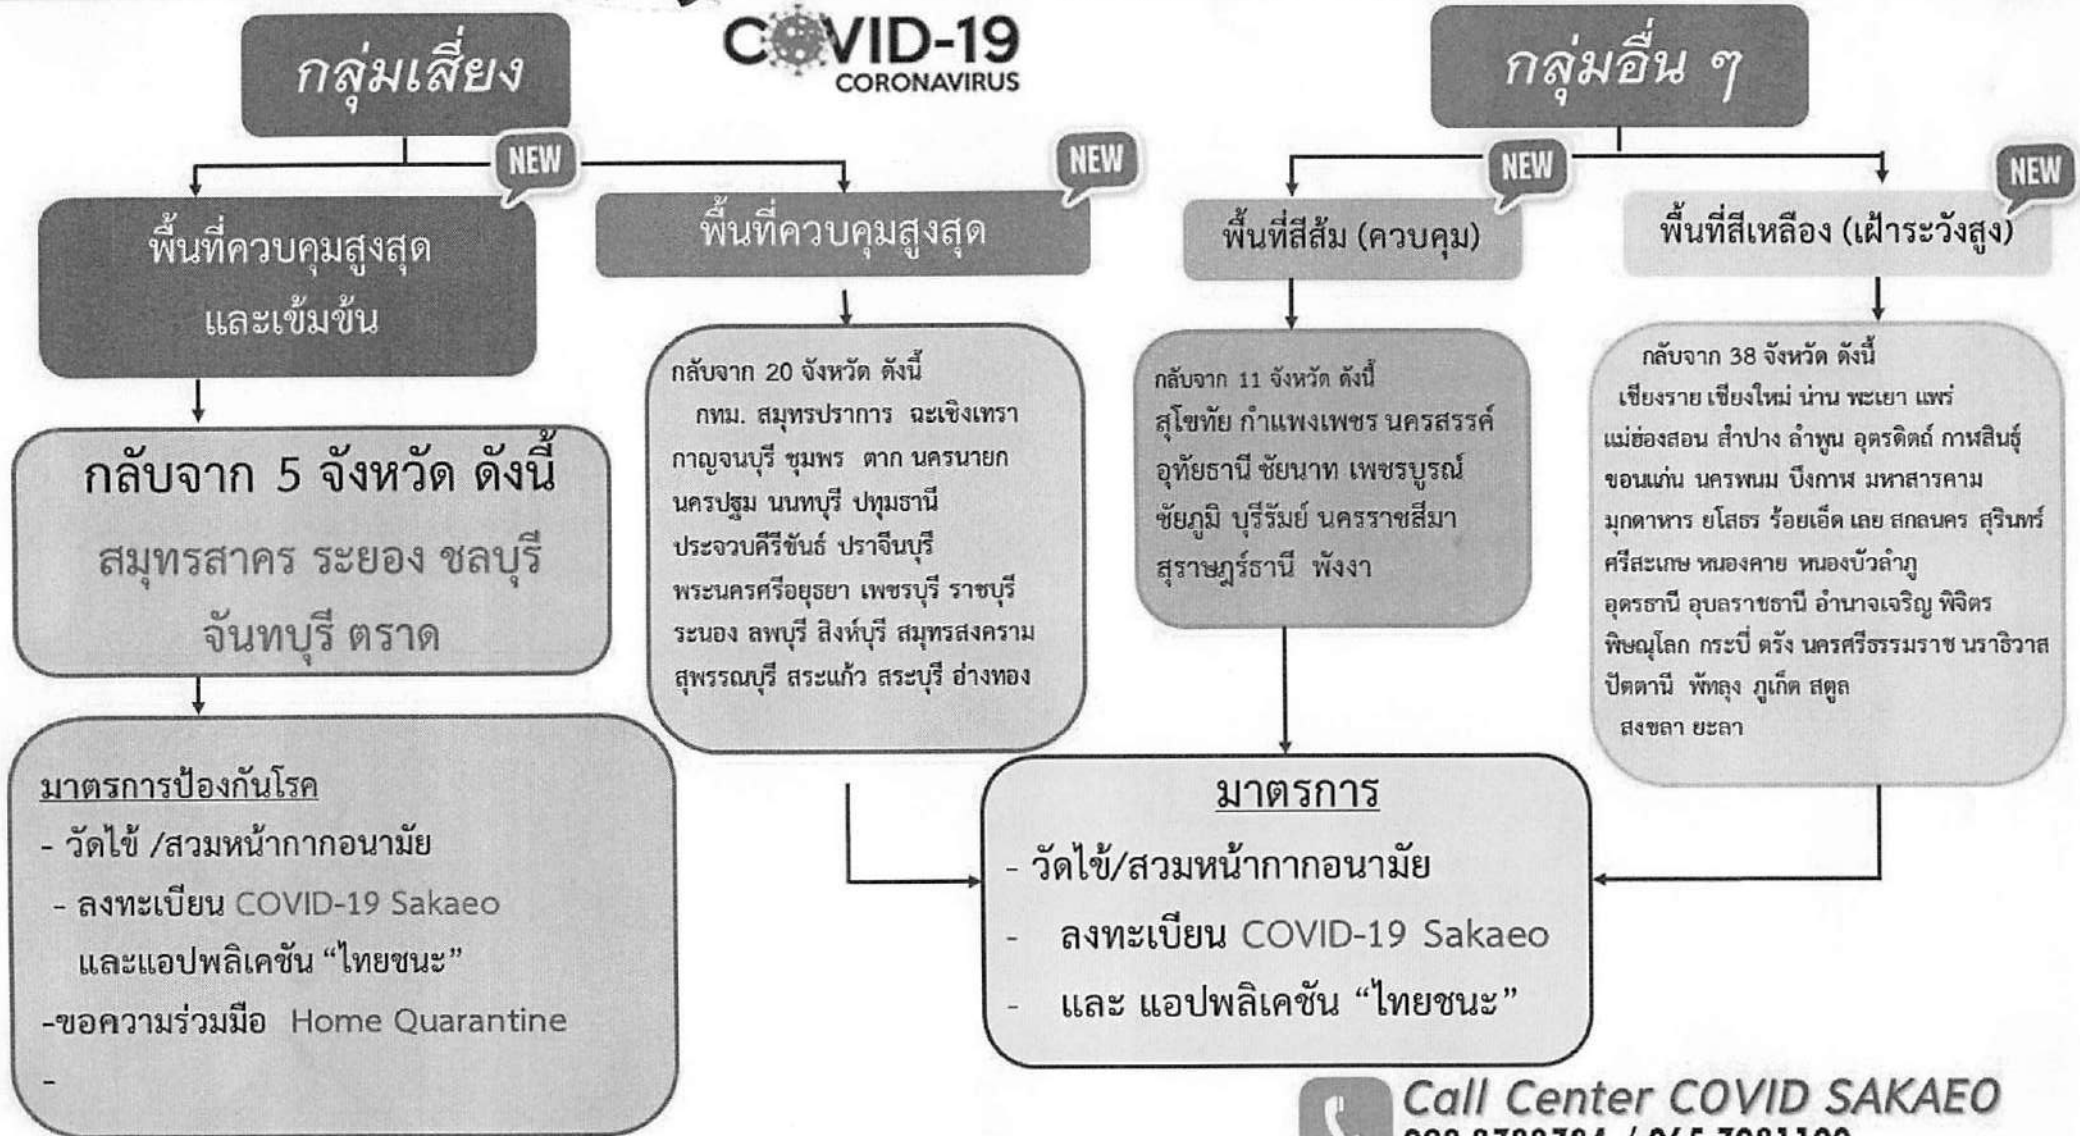 COVID-19
CORONAVIRUS
กลุ่มเสี่ยง
กลุ่มอื่น ๆ
NEW
NEW
NEW
NEW
พื้นที่ควบคุมสูงสุด
และเข้มข้น
พื้นที่ควบคุมสูงสุด
พื้นที่สีส้ม (ควบคุม)
พื้นที่สีเหลือง (เฝ้าระวังสูง)
กลับจาก 5 จังหวัด ดังนี้
สมุทรสาคร ระยอง ชลบุรี
จันทบุรี ตราด
กลับจาก 20 จังหวัด ดังนี้
กทม. สมุทรปราการ ฉะเชิงเทรา
กาญจนบุรี ชุมพร ตาก นครนายก
นครปฐม นนทบุรี ปทุมธานี
ประจวบคีรีขันธ์ ปราจีนบุรี
พระนครศรีอยุธยา เพชรบุรี ราชบุรี
ระนอง ลพบุรี สิงห์บุรี สมุทรสงคราม
สุพรรณบุรี สระแก้ว สระบุรี อ่างทอง
กลับจาก 11 จังหวัด ดังนี้
สุโขทัย กำแพงเพชร นครสรรค์
อุทัยธานี ชัยนาท เพชรบูรณ์
ชัยภูมิ บุรีรัมย์ นครราชสีมา
สุราษฎร์ธานี พังงา
กลับจาก 38 จังหวัด ดังนี้
เชียงราย เชียงใหม่ น่าน พะเยา แพร่
แม่ฮ่องสอน ลำปาง ลำพูน อุตรดิตถ์ กาฬสินธุ์
ขอนแก่น นครพนม บึงกาฬ มหาสารคาม
มุกดาหาร ยโสธร ร้อยเอ็ด เลย สกลนคร สุรินทร์
ศรีสะเกษ หนองคาย หนองบัวลำภู
อุดรธานี อุบลราชธานี อำนาจเจริญ พิจิตร
พิษณุโลก กระบี่ ตรัง นครศรีธรรมราช นราธิวาส
ปัตตานี พัทลุง ภูเก็ต สตูล
สงขลา ยะลา
มาตรการป้องกันโรค
- วัดไข้ /สวมหน้ากากอนามัย
- ลงทะเบียน COVID-19 Sakaeo
และแอปพลิเคชัน “ไทยชนะ”
-ขอความร่วมมือ Home Quarantine
-
มาตรการ
- วัดไข้/สวมหน้ากากอนามัย
- ลงทะเบียน COVID-19 Sakaeo
- และ แอปพลิเคชัน “ไทยชนะ”
Call Center COVID SAKAEO